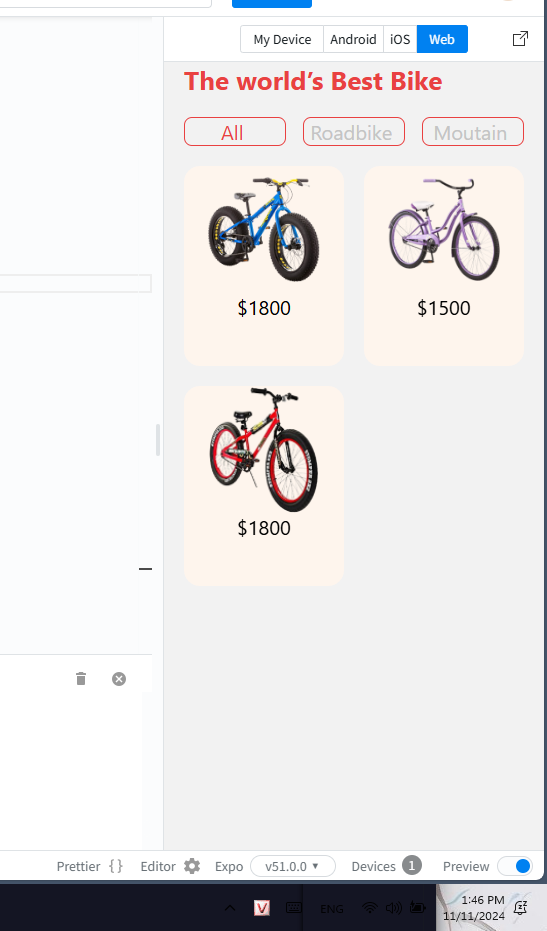 My Device Android iOS Web
The world’s Best Bike
All Roadbike Moutain
$1800 $1500
$1800
Prettier { } Editor Expo v51.0.0 Devices 1 Preview
V ENG 1:46 PM
11/11/2024